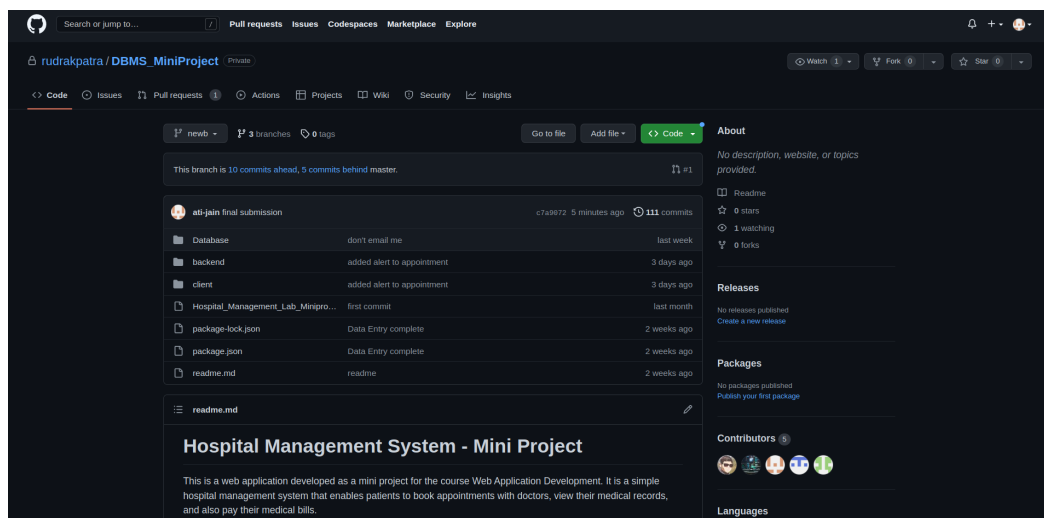 Search or jump to... / Pull requests Issues Codespaces Marketplace Explore
rudrakpatra / DBMS_MiniProject Private Watch 1 Fork 0 Star 0
Code Issues Pull requests 1 Actions Projects Wiki Security Insights
newb 3 branches 0 tags Go to file Add file Code
This branch is 10 commits ahead, 5 commits behind master. #1
ati-jain final submission c7a9072 5 minutes ago 111 commits
Database don't email me last week
backend added alert to appointment 3 days ago
client added alert to appointment 3 days ago
Hospital_Management_Lab_Minipro... first commit last month
package-lock.json Data Entry complete 2 weeks ago
package.json Data Entry complete 2 weeks ago
readme.md readme 2 weeks ago
readme.md
Hospital Management System - Mini Project
This is a web application developed as a mini project for the course Web Application Development. It is a simple
hospital management system that enables patients to book appointments with doctors, view their medical records,
and also pay their medical bills.
About
No description, website, or topics
provided.
Readme
0 stars
1 watching
0 forks
Releases
No releases published
Create a new release
Packages
No packages published
Publish your first package
Contributors 5
Languages